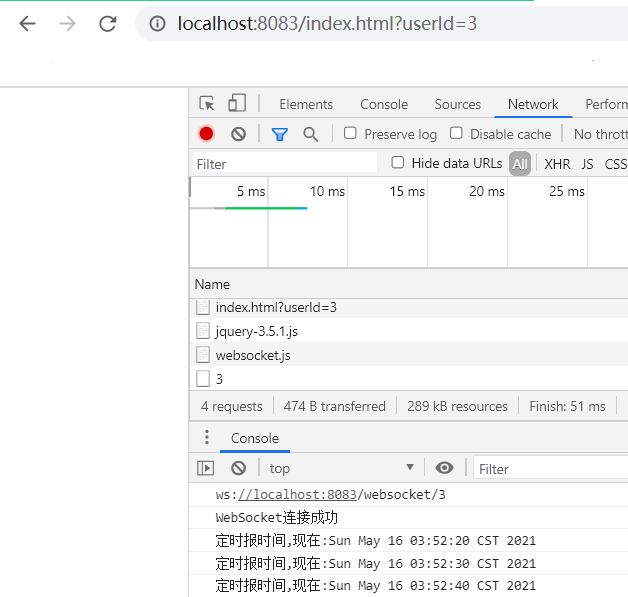 localhost:8083/index.html?userId=3
Elements Console Sources Network Perform
Preserve log Disable cache No thrott
Filter Hide data URLs All XHR JS CSS
5 ms 10 ms 15 ms 20 ms 25 ms
Name
index.html?userId=3
jquery-3.5.1.js
websocket.js
3
4 requests 474 B transferred 289 kB resources Finish: 51 ms
Console
top Filter
ws://localhost:8083/websocket/3
WebSocket连接成功
定时报时间,现在:Sun May 16 03:52:20 CST 2021
定时报时间,现在:Sun May 16 03:52:30 CST 2021
定时报时间,现在:Sun May 16 03:52:40 CST 2021